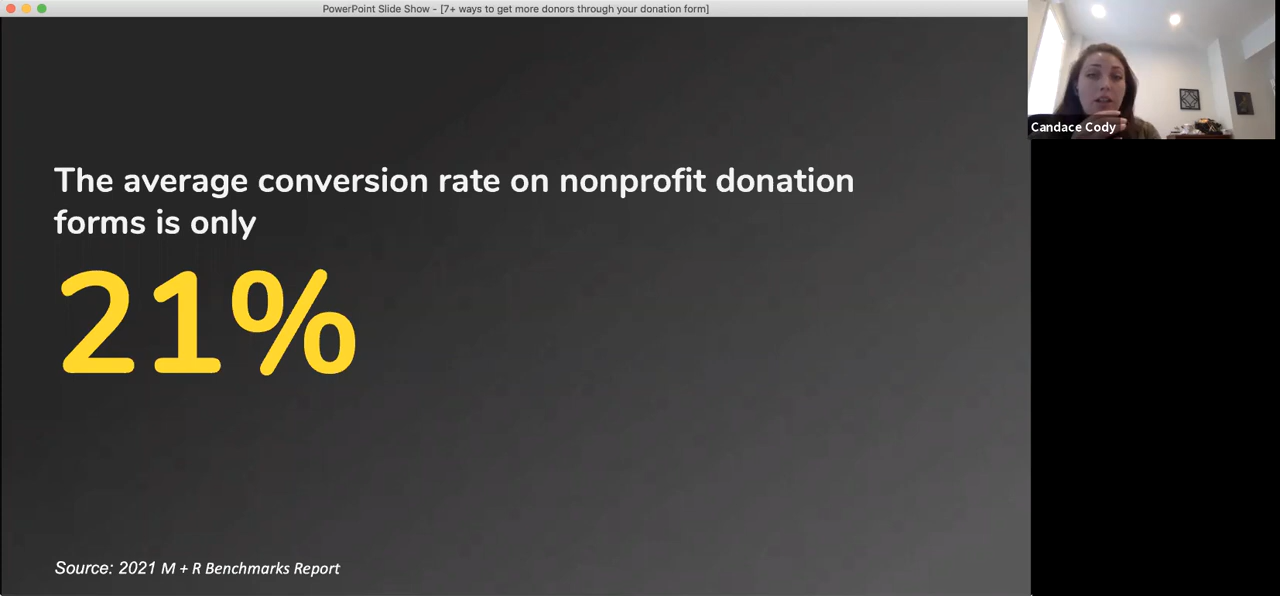 PowerPoint Slide Show - [7+ ways to get more donors through your donation form]
Candace Cody
The average conversion rate on nonprofit donation
forms is only
21%
Source: 2021 M + R Benchmarks Report